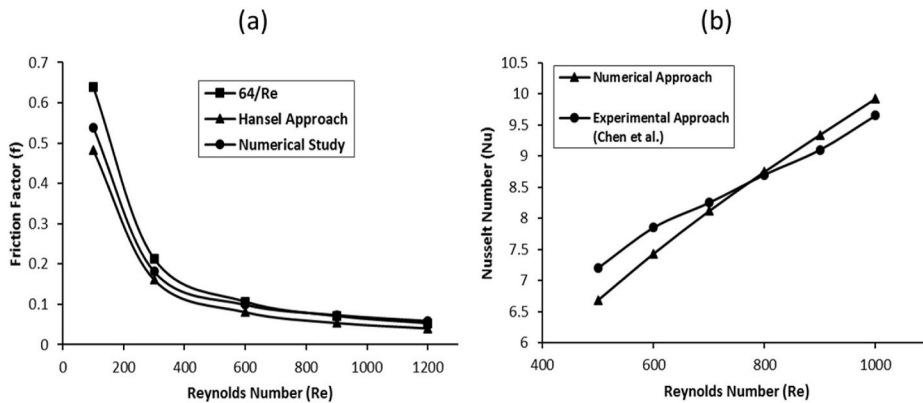 (a)
Friction Factor (f)
0.7
0.6
0.5
0.4
0.3
0.2
0.1
0
64/Re
Hansel Approach
Numerical Study
0 200 400 600 800 1000 1200
Reynolds Number (Re)
(b)
Nusselt Number (Nu)
10.5
10
9.5
9
8.5
8
7.5
7
6.5
6
Numerical Approach
Experimental Approach
(Chen et al.)
400 500 600 700 800 900 1000
Reynolds Number (Re)